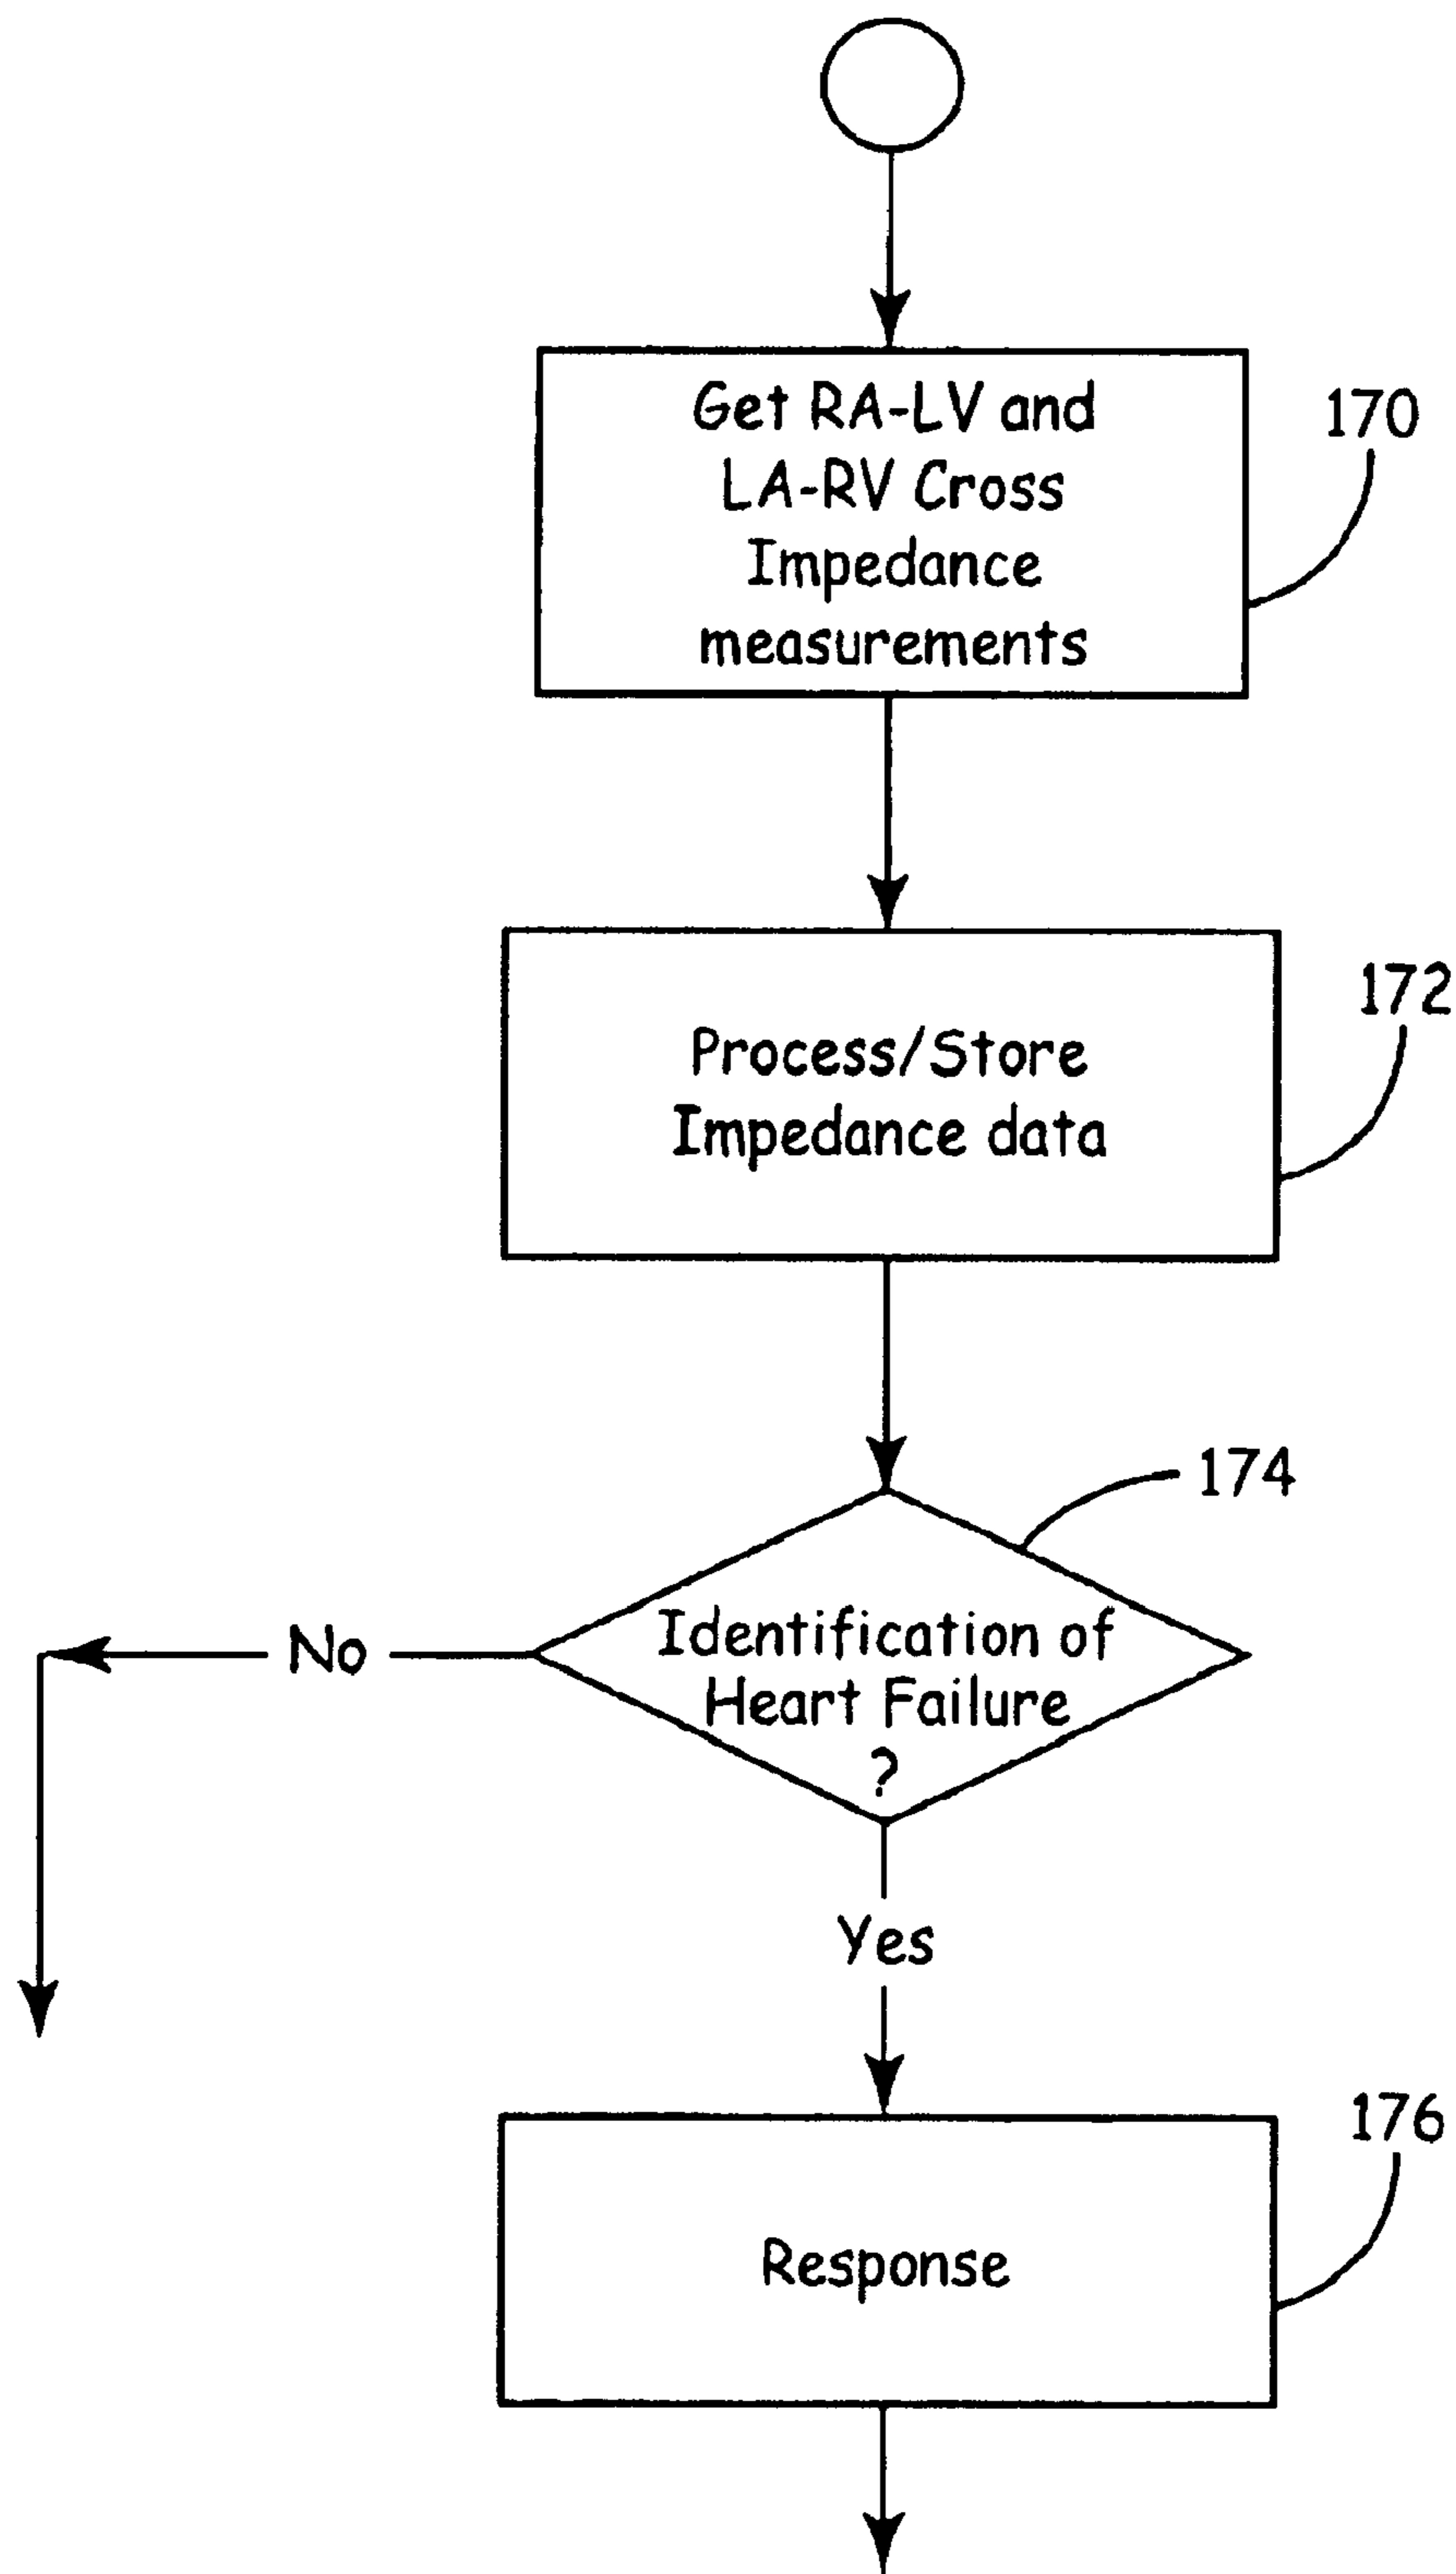 Get RA-LV and
LA-RV Cross
Impedance
measurements
170
Process/Store
Impedance data
172
174
Identification of
Heart Failure
?
No
Yes
Response
176